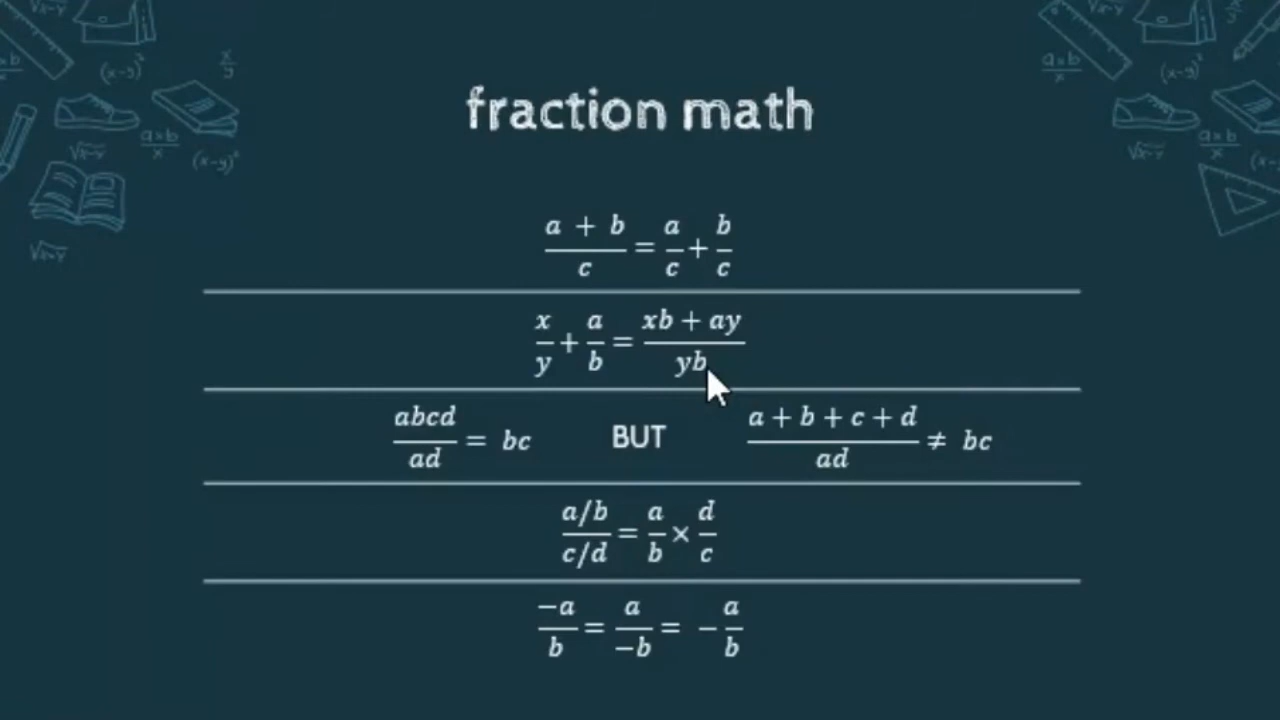 fraction math
(a + b)/c = a/c + b/c
x/y + a/b = (xb + ay)/yb
abcd/ad = bc BUT (a + b + c + d)/ad ≠ bc
(a/b)/(c/d) = a/b × d/c
−a/b = a/−b = − a/b